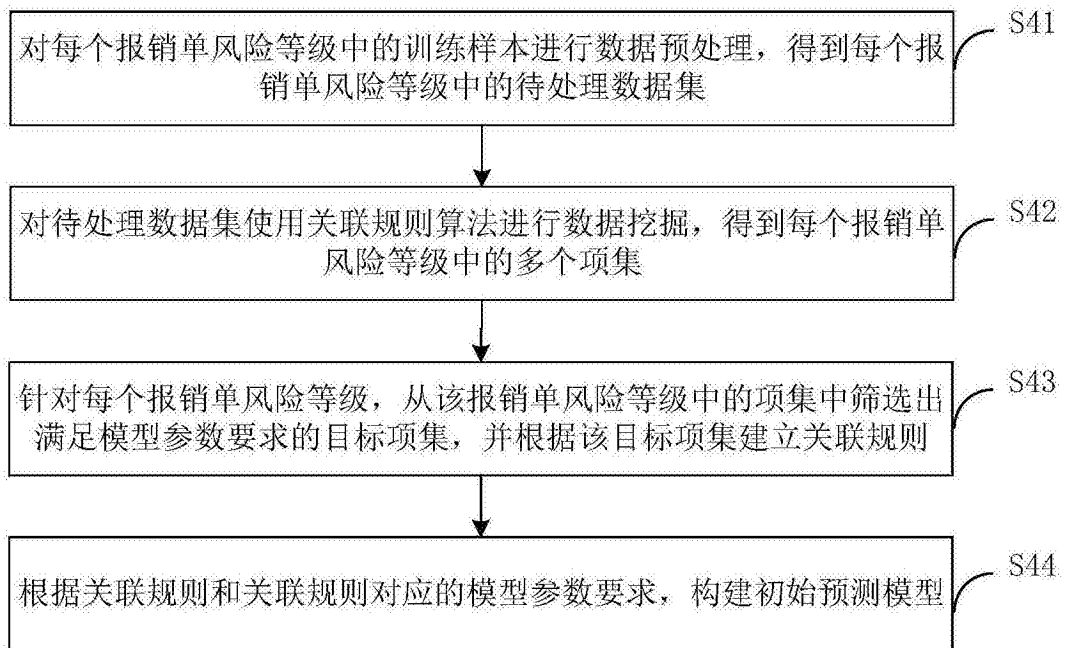 S41
对每个报销单风险等级中的训练样本进行数据预处理，得到每个报
销单风险等级中的待处理数据集
S42
对待处理数据集使用关联规则算法进行数据挖掘，得到每个报销单
风险等级中的多个项集
S43
针对每个报销单风险等级，从该报销单风险等级中的项集中筛选出
满足模型参数要求的目标项集，并根据该目标项集建立关联规则
S44
根据关联规则和关联规则对应的模型参数要求，构建初始预测模型